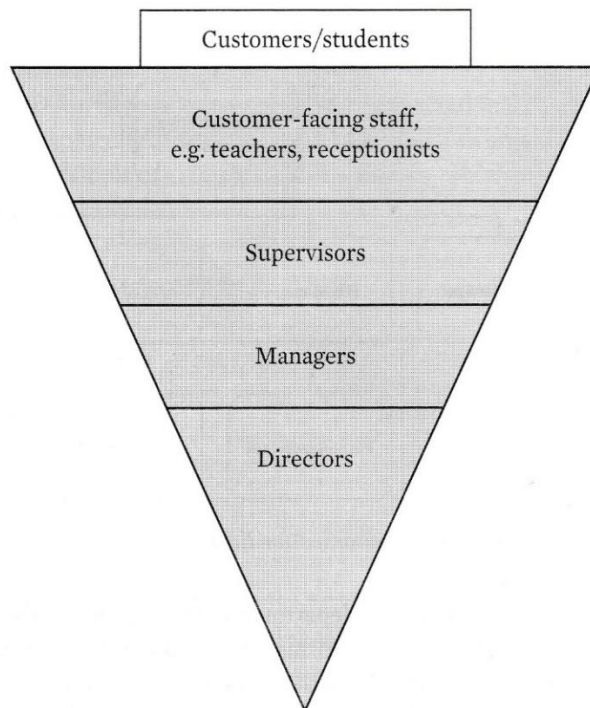 Customers/students
Customer-facing staff,
e.g. teachers, receptionists
Supervisors
Managers
Directors